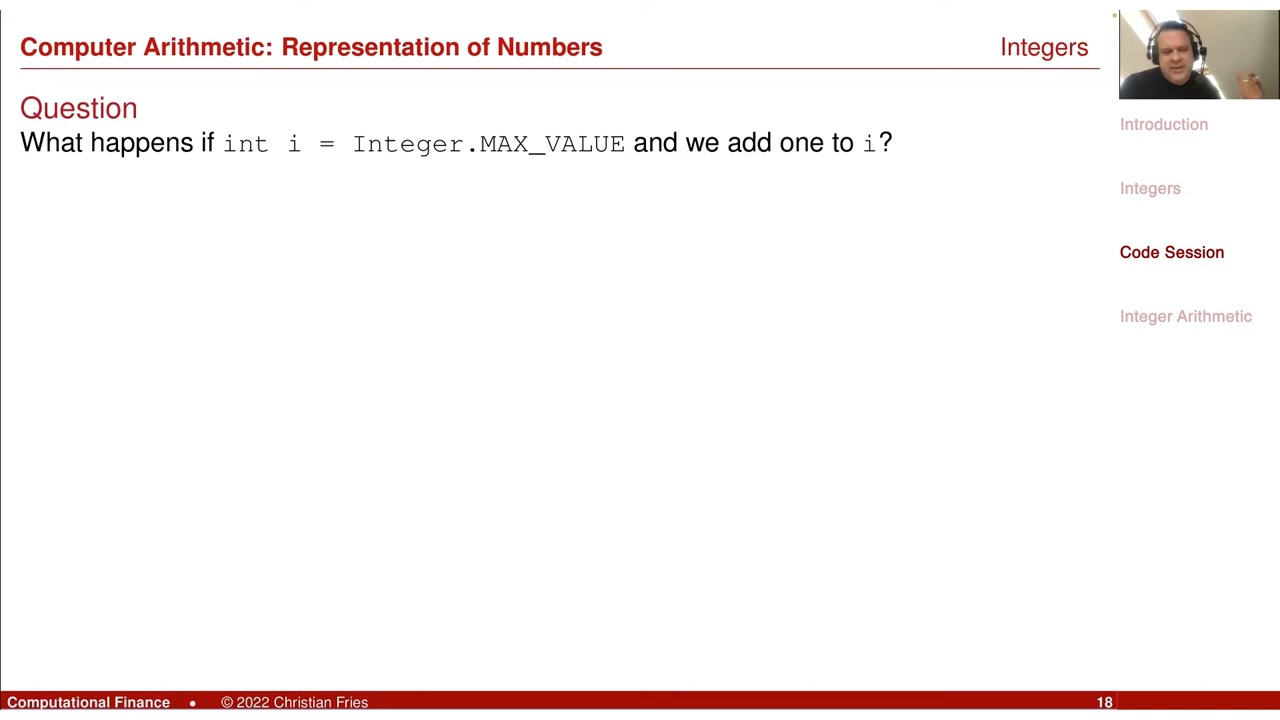 Computer Arithmetic: Representation of Numbers
Integers
Question
What happens if int i = Integer.MAX_VALUE and we add one to i?
Introduction
Integers
Code Session
Integer Arithmetic
Computational Finance • © 2022 Christian Fries
18